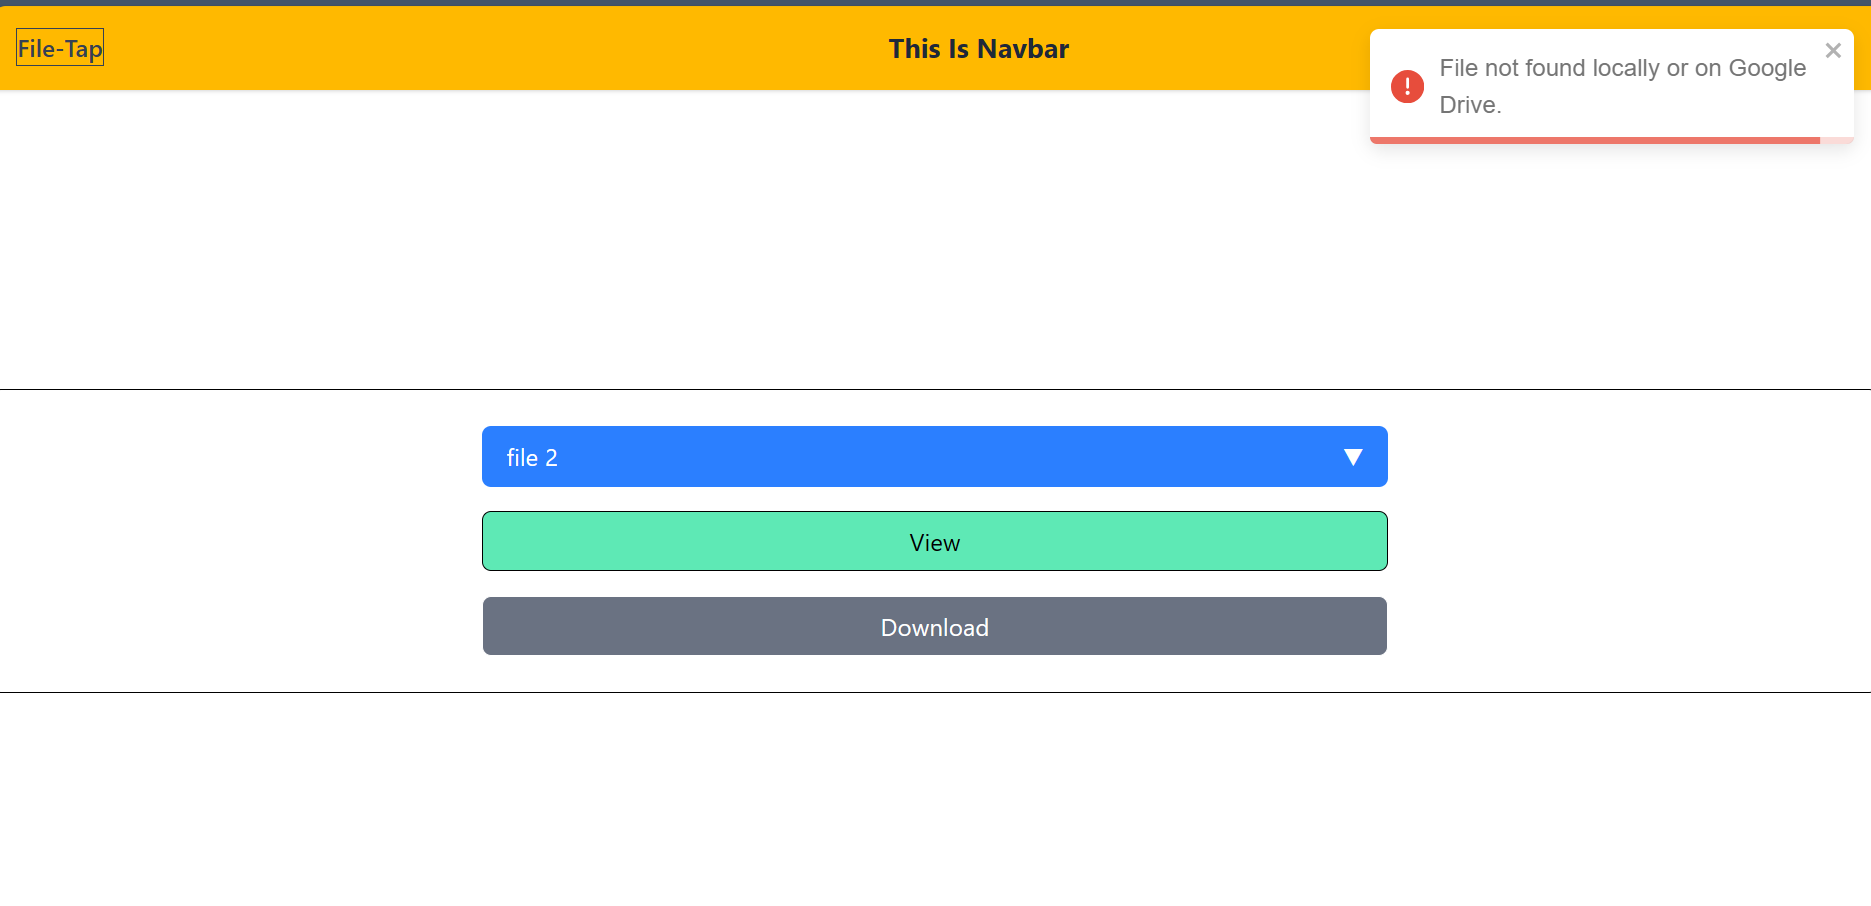 File-Tap
This Is Navbar
File not found locally or on Google
Drive.
file 2
View
Download